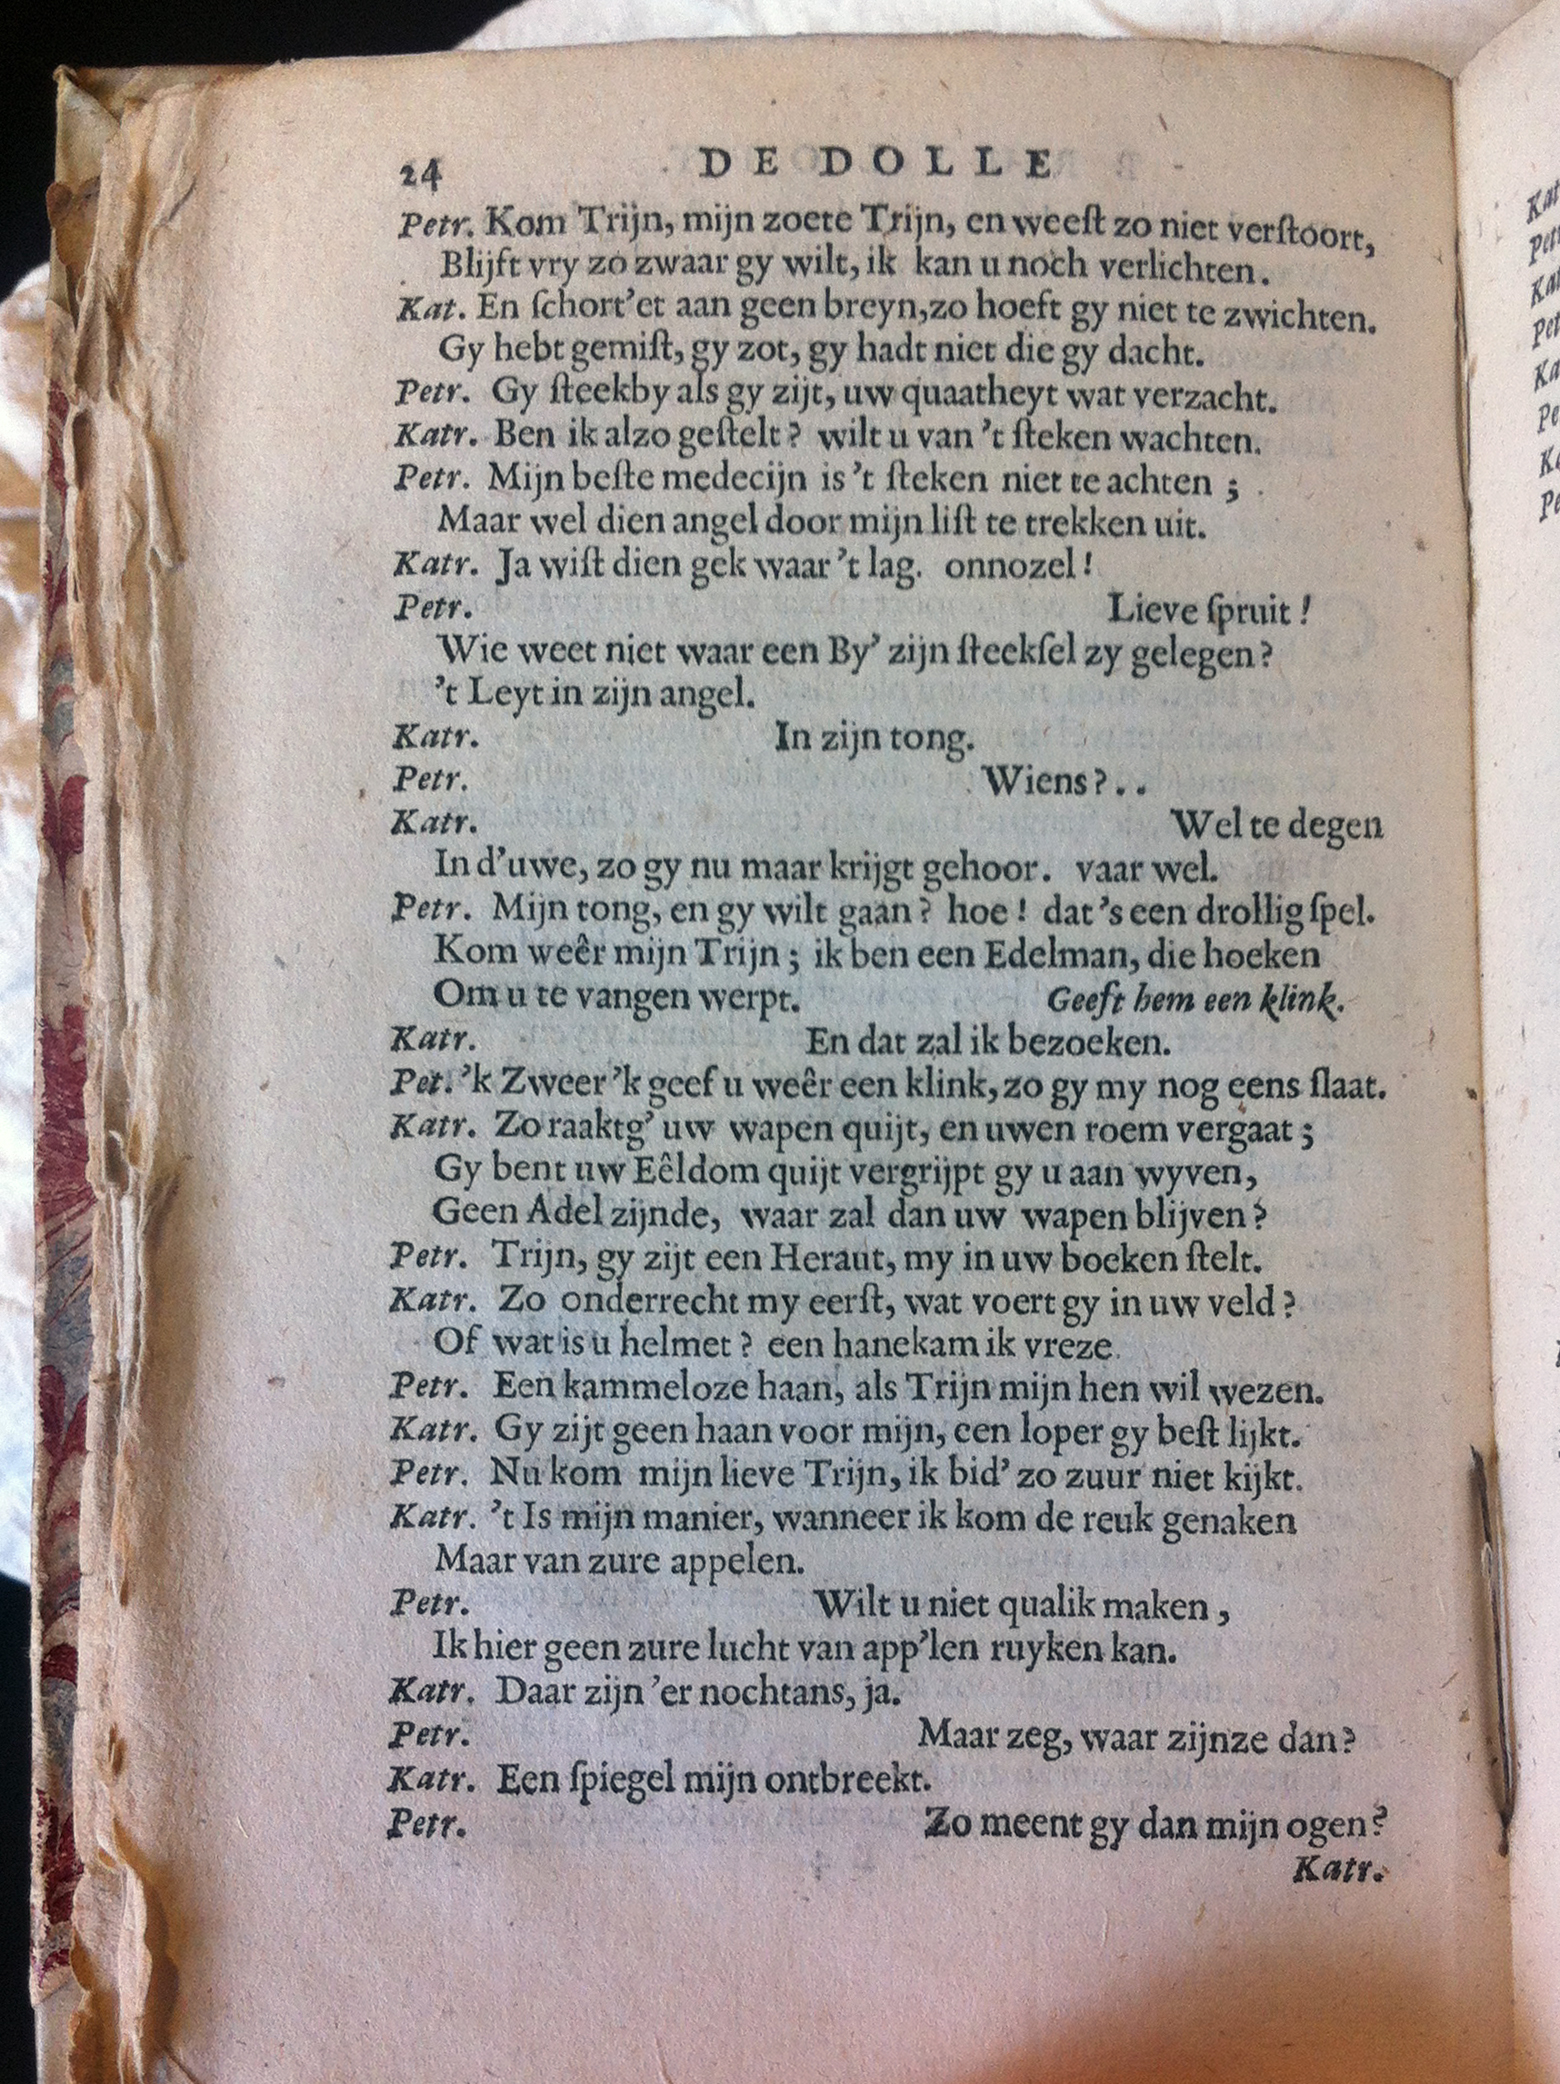 24 DE DOLLE
Petr. Kom Trijn, mijn zoete Trijn, en weeſt zo niet verſtoort,
Blijft vry zo zwaar gy wilt, ik kan u noch verlichten.
Kat. En ſchort'et aan geen breyn, zo hoeft gy niet te zwichten.
Gy hebt gemiſt, gy zot, gy hadt niet die gy dacht.
Petr. Gy ſteekby als gy zijt, uw quaatheyt wat verzacht.
Katr. Ben ik alzo geſtelt? wilt u van 't ſteken wachten.
Petr. Mijn beſte medecijn is 't ſteken niet te achten;
Maar wel dien angel door mijn liſt te trekken uit.
Katr. Ja wiſt dien gek waar 't lag. onnozel!
Petr. Lieve ſpruit!
Wie weet niet waar een By' zijn ſteekſel zy gelegen?
't Leyt in zijn angel.
Katr. In zijn tong.
Petr. Wiens?..
Katr. Wel te degen
In d'uwe, zo gy nu maar krijgt gehoor. vaar wel.
Petr. Mijn tong, en gy wilt gaan? hoe! dat 's een drollig ſpel.
Kom weêr mijn Trijn; ik ben een Edelman, die hoeken
Om u te vangen werpt. Geeft hem een klink.
Katr. En dat zal ik bezoeken.
Pet. 'k Zweer 'k geef u weêr een klink, zo gy my nog eens ſlaat.
Katr. Zo raaktg' uw wapen quijt, en uwen roem vergaat;
Gy bent uw Eêldom quijt vergrijpt gy u aan wyven,
Geen Adel zijnde, waar zal dan uw wapen blijven?
Petr. Trijn, gy zijt een Heraut, my in uw boeken ſtelt.
Katr. Zo onderrecht my eerſt, wat voert gy in uw veld?
Of wat is u helmet? een hanekam ik vreze.
Petr. Een kammeloze haan, als Trijn mijn hen wil wezen.
Katr. Gy zijt geen haan voor mijn, een loper gy beſt lijkt.
Petr. Nu kom mijn lieve Trijn, ik bid' zo zuur niet kijkt.
Katr. 't Is mijn manier, wanneer ik kom de reuk genaken
Maar van zure appelen.
Petr. Wilt u niet qualik maken,
Ik hier geen zure lucht van app'len ruyken kan.
Katr. Daar zijn 'er nochtans, ja.
Petr. Maar zeg, waar zijnze dan?
Katr. Een ſpiegel mijn ontbreekt.
Petr. Zo meent gy dan mijn ogen?
Katr.